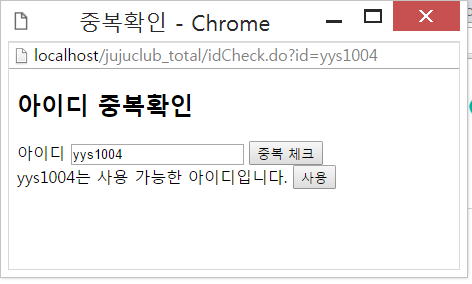 중복확인 - Chrome
localhost/jujuclub_total/idCheck.do?id=yys1004
아이디 중복확인
아이디 yys1004 중복 체크
yys1004는 사용 가능한 아이디입니다. 사용